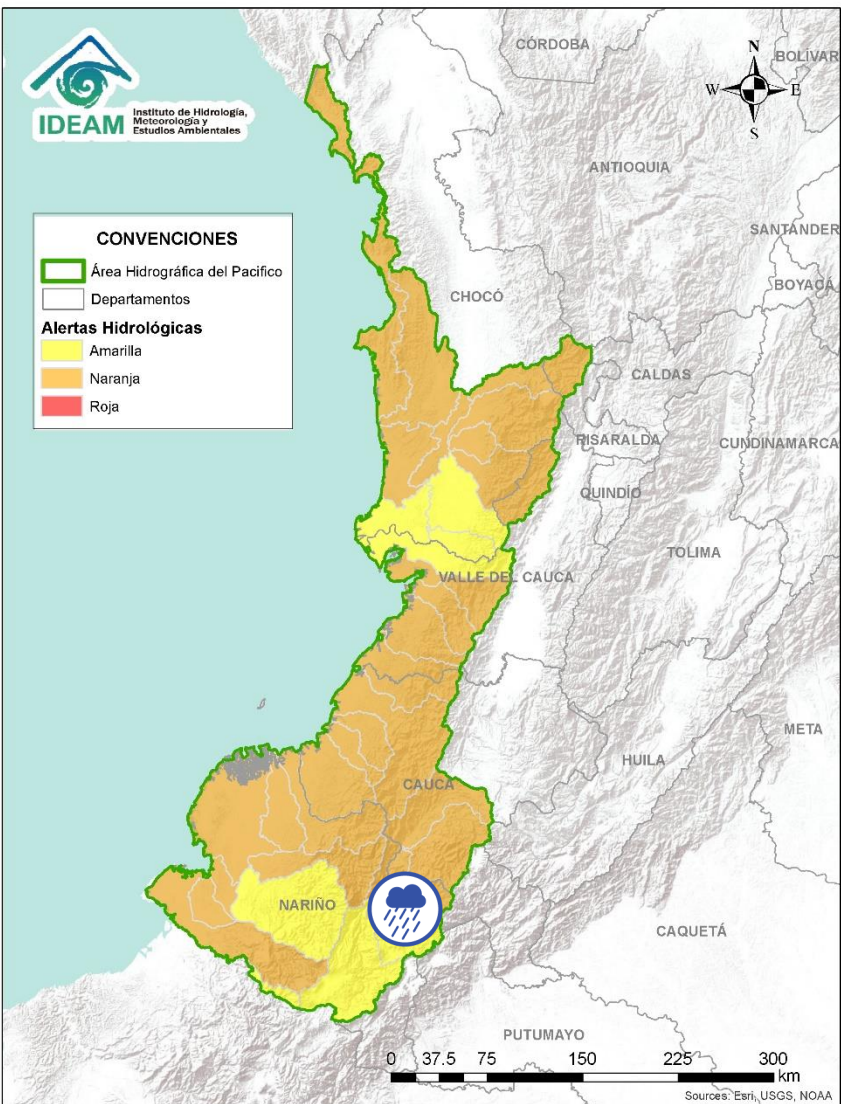 IDEAM
Instituto de Hidrología,
Meteorología y
Estudios Ambientales
N
W
E
S
CÓRDOBA
BOLÍVAR
ANTIOQUIA
SANTANDER
BOYACÁ
CONVENCIONES
Área Hidrográfica del Pacifico
Departamentos
Alertas Hidrológicas
Amarilla
Naranja
Roja
CHOCÓ
CALDAS
RISARALDA
CUNDINAMARCA
QUINDÍO
TOLIMA
VALLE DEL CAUCA
META
HUILA
CAUCA
NARIÑO
CAQUETÁ
PUTUMAYO
0 37.5 75 150 225 300
km
Sources: Esri, USGS, NOAA